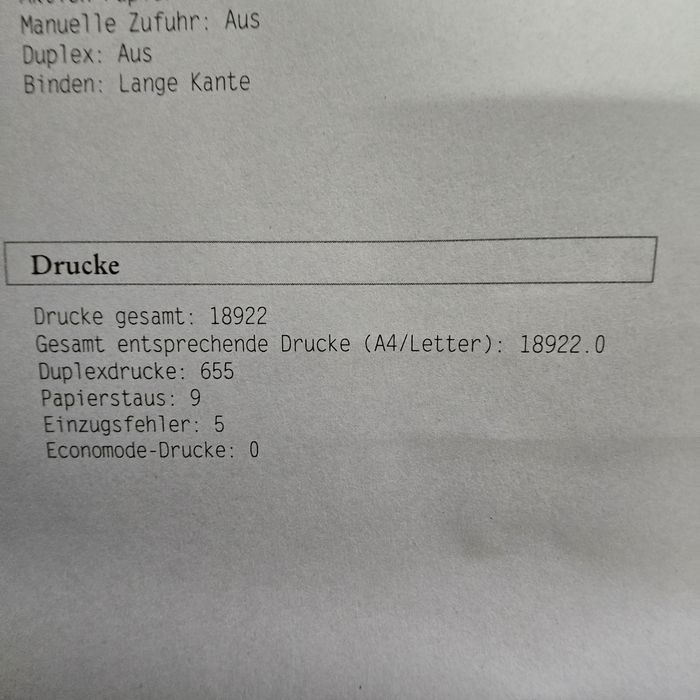 Manuelle Zufuhr: Aus
Duplex: Aus
Binden: Lange Kante
Drucke
Drucke gesamt: 18922
Gesamt entsprechende Drucke (A4/Letter): 18922.0
Duplexdrucke: 655
Papierstaus: 9
Einzugsfehler: 5
Economode-Drucke: 0